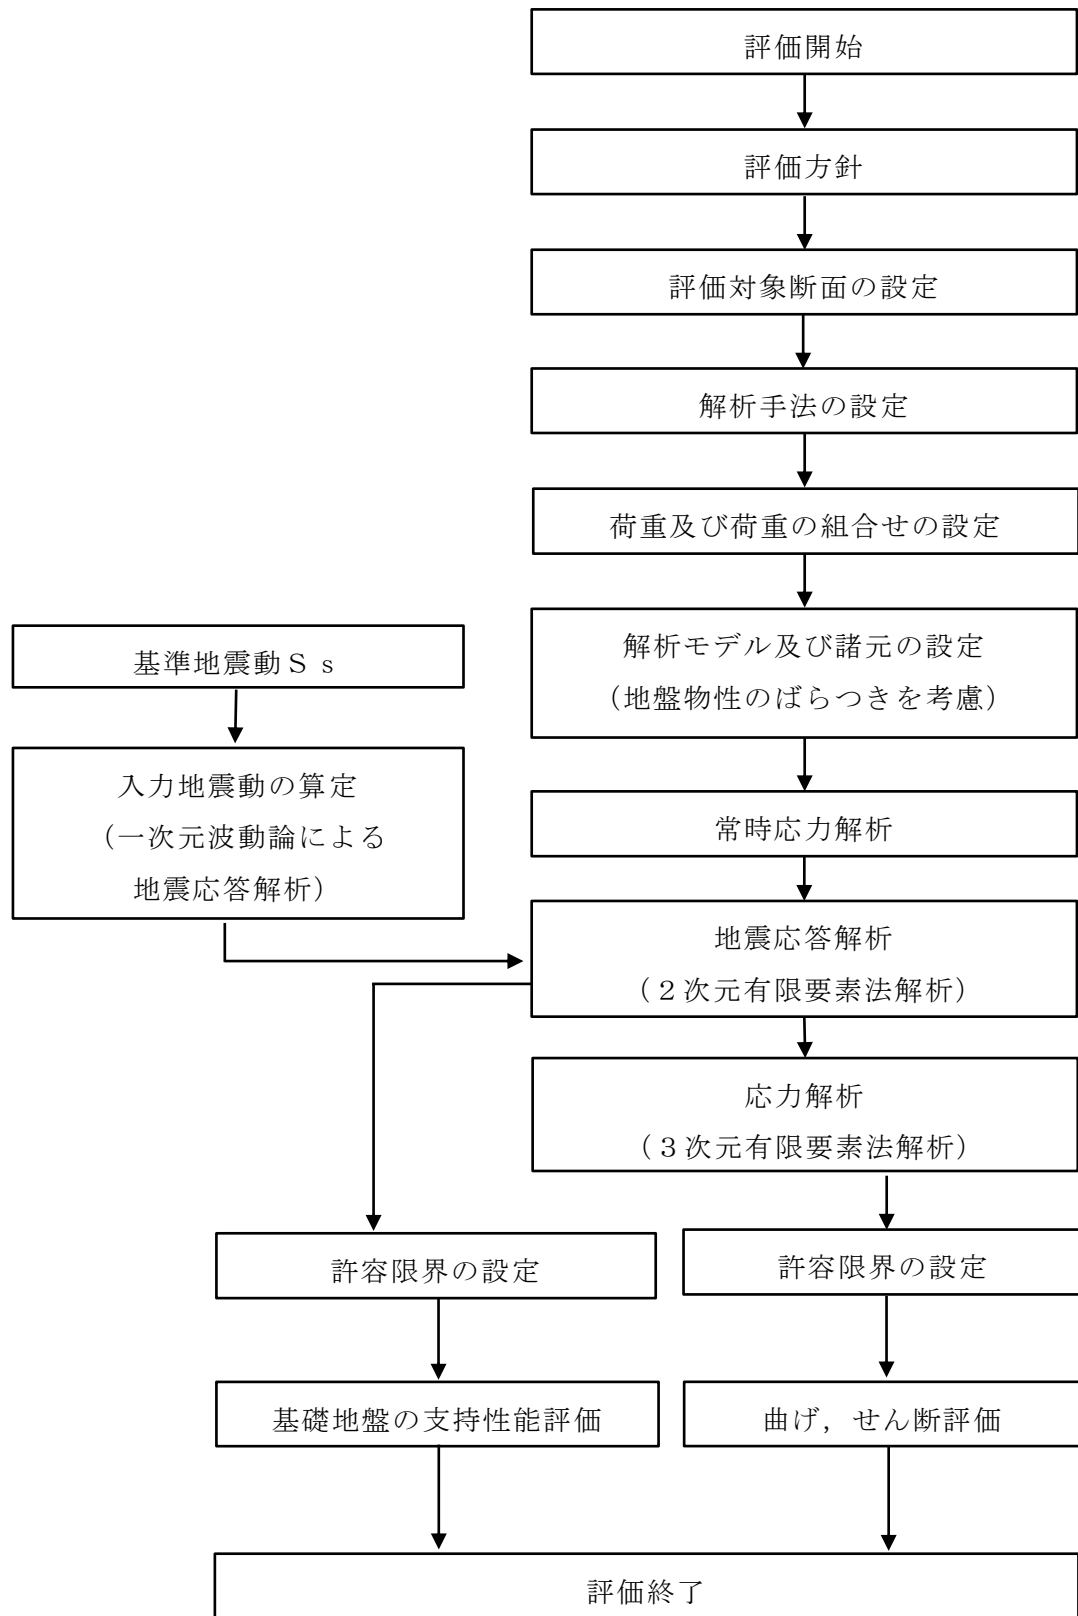 評価開始
評価方針
評価対象断面の設定
解析手法の設定
荷重及び荷重の組合せの設定
解析モデル及び諸元の設定
（地盤物性のばらつきを考慮）
基準地震動Ｓｓ
入力地震動の算定
（一次元波動論による
地震応答解析）
常時応力解析
地震応答解析
（２次元有限要素法解析）
応力解析
（３次元有限要素法解析）
許容限界の設定
許容限界の設定
基礎地盤の支持性能評価
曲げ，せん断評価
評価終了